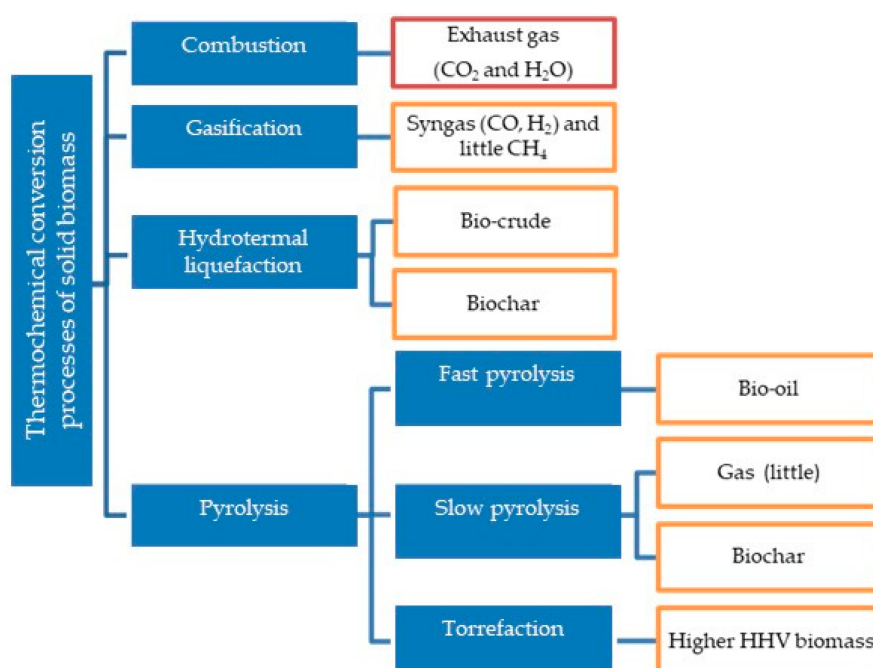 Thermochemical conversion
processes of solid biomass
Combustion
Exhaust gas
(CO₂ and H₂O)
Gasification
Syngas (CO, H₂) and
little CH₄
Hydrotermal
liquefaction
Bio-crude
Biochar
Pyrolysis
Fast pyrolysis
Bio-oil
Slow pyrolysis
Gas (little)
Biochar
Torrefaction
Higher HHV biomass